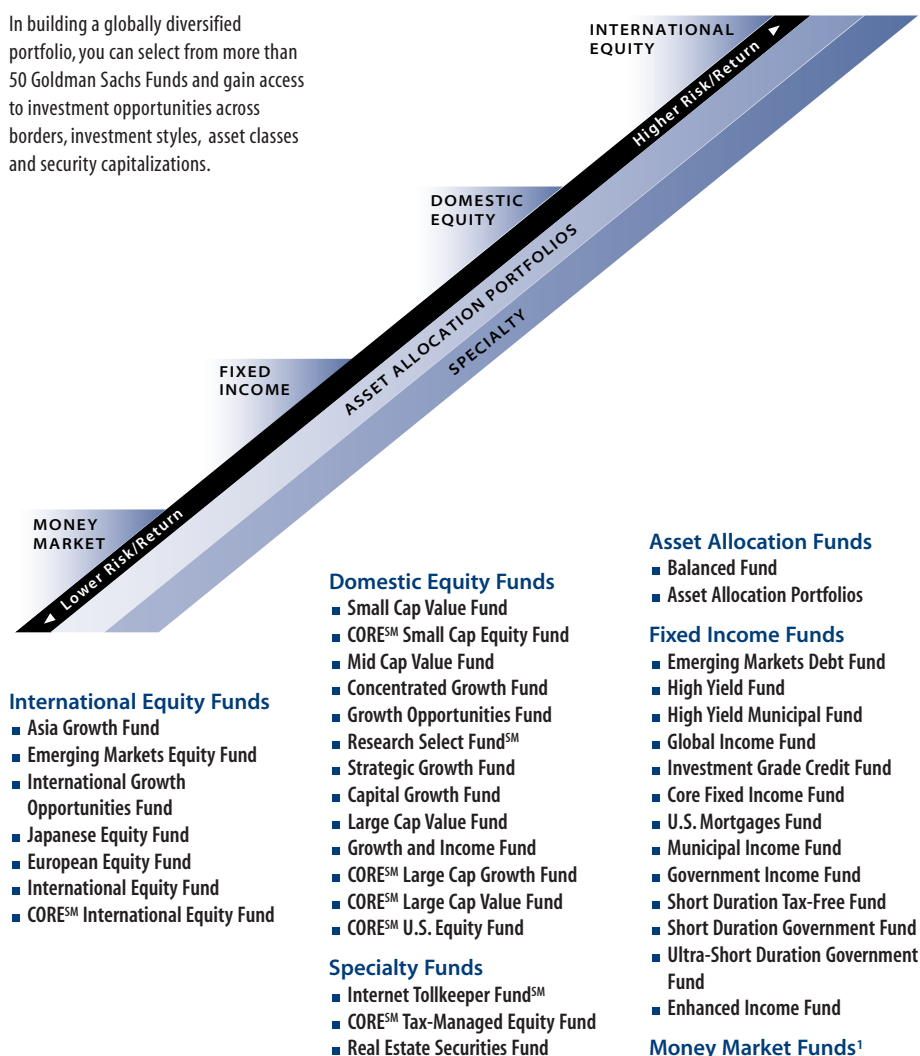 In building a globally diversified
portfolio, you can select from more than
50 Goldman Sachs Funds and gain access
to investment opportunities across
borders, investment styles, asset classes
and security capitalizations.
INTERNATIONAL
EQUITY
Higher Risk/Return ►
DOMESTIC
EQUITY
ASSET ALLOCATION PORTFOLIOS
SPECIALTY
FIXED
INCOME
MONEY
MARKET
◄ Lower Risk/Return
International Equity Funds
■ Asia Growth Fund
■ Emerging Markets Equity Fund
■ International Growth
Opportunities Fund
■ Japanese Equity Fund
■ European Equity Fund
■ International Equity Fund
■ CORE℠ International Equity Fund
Domestic Equity Funds
■ Small Cap Value Fund
■ CORE℠ Small Cap Equity Fund
■ Mid Cap Value Fund
■ Concentrated Growth Fund
■ Growth Opportunities Fund
■ Research Select Fund℠
■ Strategic Growth Fund
■ Capital Growth Fund
■ Large Cap Value Fund
■ Growth and Income Fund
■ CORE℠ Large Cap Growth Fund
■ CORE℠ Large Cap Value Fund
■ CORE℠ U.S. Equity Fund
Specialty Funds
■ Internet Tollkeeper Fund℠
■ CORE℠ Tax-Managed Equity Fund
■ Real Estate Securities Fund
Asset Allocation Funds
■ Balanced Fund
■ Asset Allocation Portfolios
Fixed Income Funds
■ Emerging Markets Debt Fund
■ High Yield Fund
■ High Yield Municipal Fund
■ Global Income Fund
■ Investment Grade Credit Fund
■ Core Fixed Income Fund
■ U.S. Mortgages Fund
■ Municipal Income Fund
■ Government Income Fund
■ Short Duration Tax-Free Fund
■ Short Duration Government Fund
■ Ultra-Short Duration Government
Fund
■ Enhanced Income Fund
Money Market Funds¹